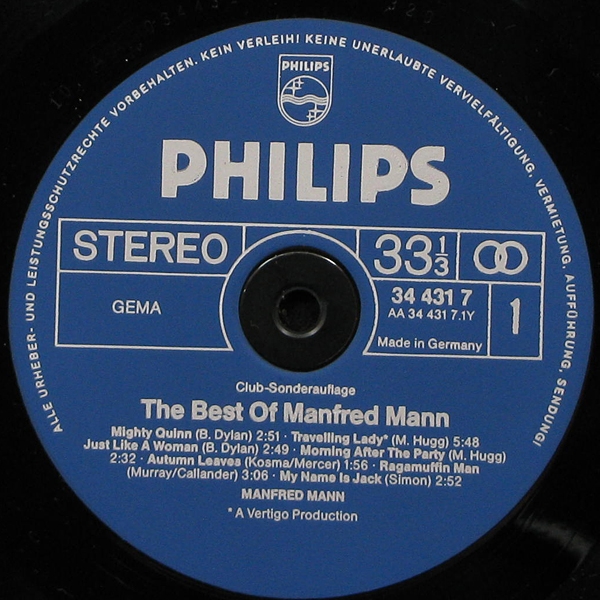 ALLE URHEBER- UND LEISTUNGSSCHUTZRECHTE VORBEHALTEN. KEIN VERLEIH! KEINE UNERLAUBTE VERVIELFÄLTIGUNG, VERMIETUNG, AUFFÜHRUNG, SENDUNG!
PHILIPS
PHILIPS
STEREO
33 1/3
GEMA
34 431 7
AA 34 431 7.1Y
1
Made in Germany
Club-Sonderauflage
The Best Of Manfred Mann
Mighty Quinn (B. Dylan) 2:51 · Travelling Lady* (M. Hugg) 5:48
Just Like A Woman (B. Dylan) 2:49 · Morning After The Party (M. Hugg)
2:32 · Autumn Leaves (Kosma/Mercer) 1:56 · Ragamuffin Man
(Murray/Callander) 3:06 · My Name Is Jack (Simon) 2:52
MANFRED MANN
* A Vertigo Production